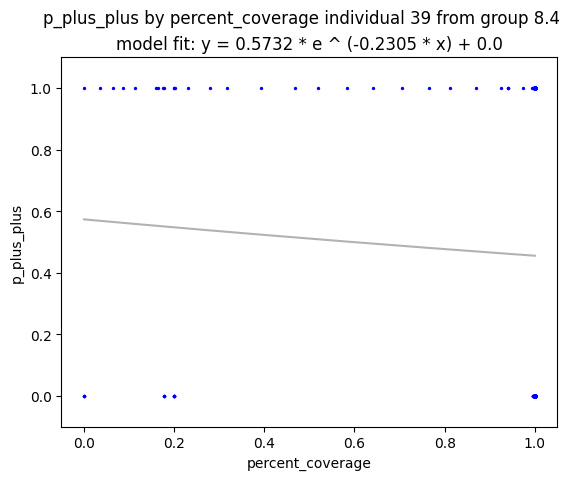 p_plus_plus by percent_coverage individual 39 from group 8.4
model fit: y = 0.5732 * e ^ (-0.2305 * x) + 0.0
1.0
0.8
0.6
0.4
0.2
0.0
p_plus_plus
0.0 0.2 0.4 0.6 0.8 1.0
percent_coverage